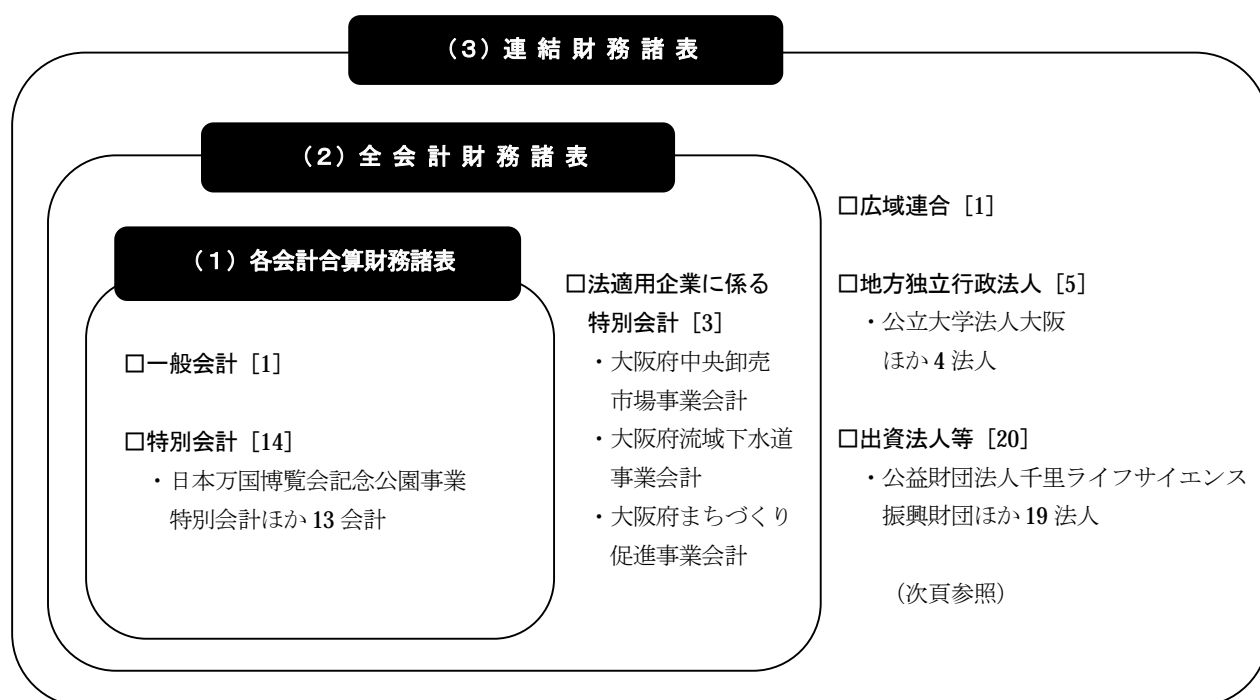 （３）連 結 財 務 諸 表
（２）全 会 計 財 務 諸 表
（１）各会計合算財務諸表
□一般会計［1］
□特別会計［14］
・日本万国博覧会記念公園事業
特別会計ほか 13 会計
□法適用企業に係る
特別会計［3］
・大阪府中央卸売
市場事業会計
・大阪府流域下水道
事業会計
・大阪府まちづくり
促進事業会計
□広域連合［1］
□地方独立行政法人［5］
・公立大学法人大阪
ほか 4 法人
□出資法人等［20］
・公益財団法人千里ライフサイエンス
振興財団ほか 19 法人
（次頁参照）